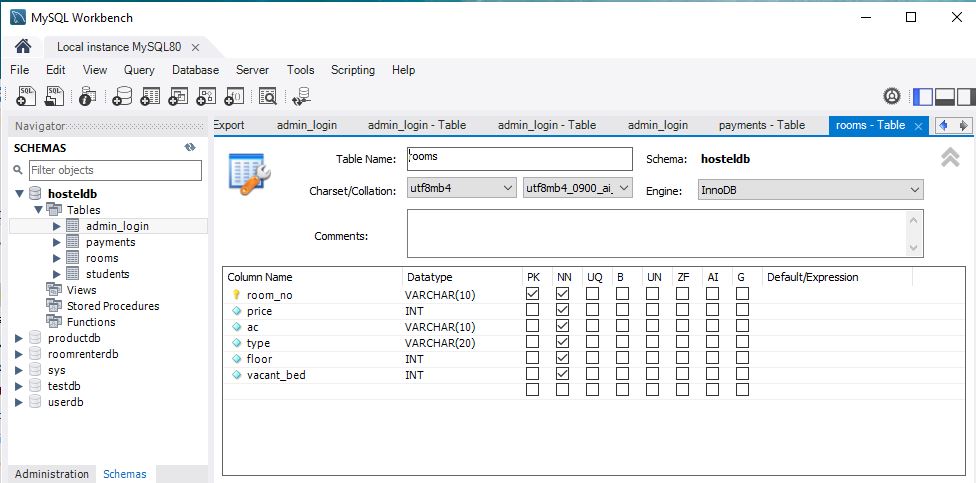 MySQL Workbench
Local instance MySQL80
File Edit View Query Database Server Tools Scripting Help
Navigator
SCHEMAS
Filter objects
hosteldb
Tables
admin_login
payments
rooms
students
Views
Stored Procedures
Functions
productdb
roomrenterdb
sys
testdb
userdb
Administration Schemas
Export admin_login admin_login - Table admin_login - Table admin_login payments - Table rooms - Table
Table Name: rooms Schema: hosteldb
Charset/Collation: utf8mb4 utf8mb4_0900_ai_ Engine: InnoDB
Comments:
Column Name Datatype PK NN UQ B UN ZF AI G Default/Expression
room_no VARCHAR(10)
price INT
ac VARCHAR(10)
type VARCHAR(20)
floor INT
vacant_bed INT